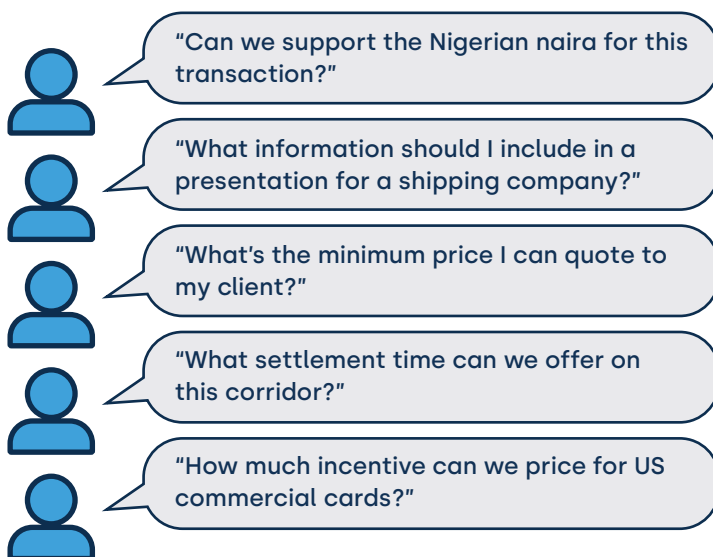 “Can we support the Nigerian naira for this
transaction?”
“What information should I include in a
presentation for a shipping company?”
“What’s the minimum price I can quote to
my client?”
“What settlement time can we offer on
this corridor?”
“How much incentive can we price for US
commercial cards?”